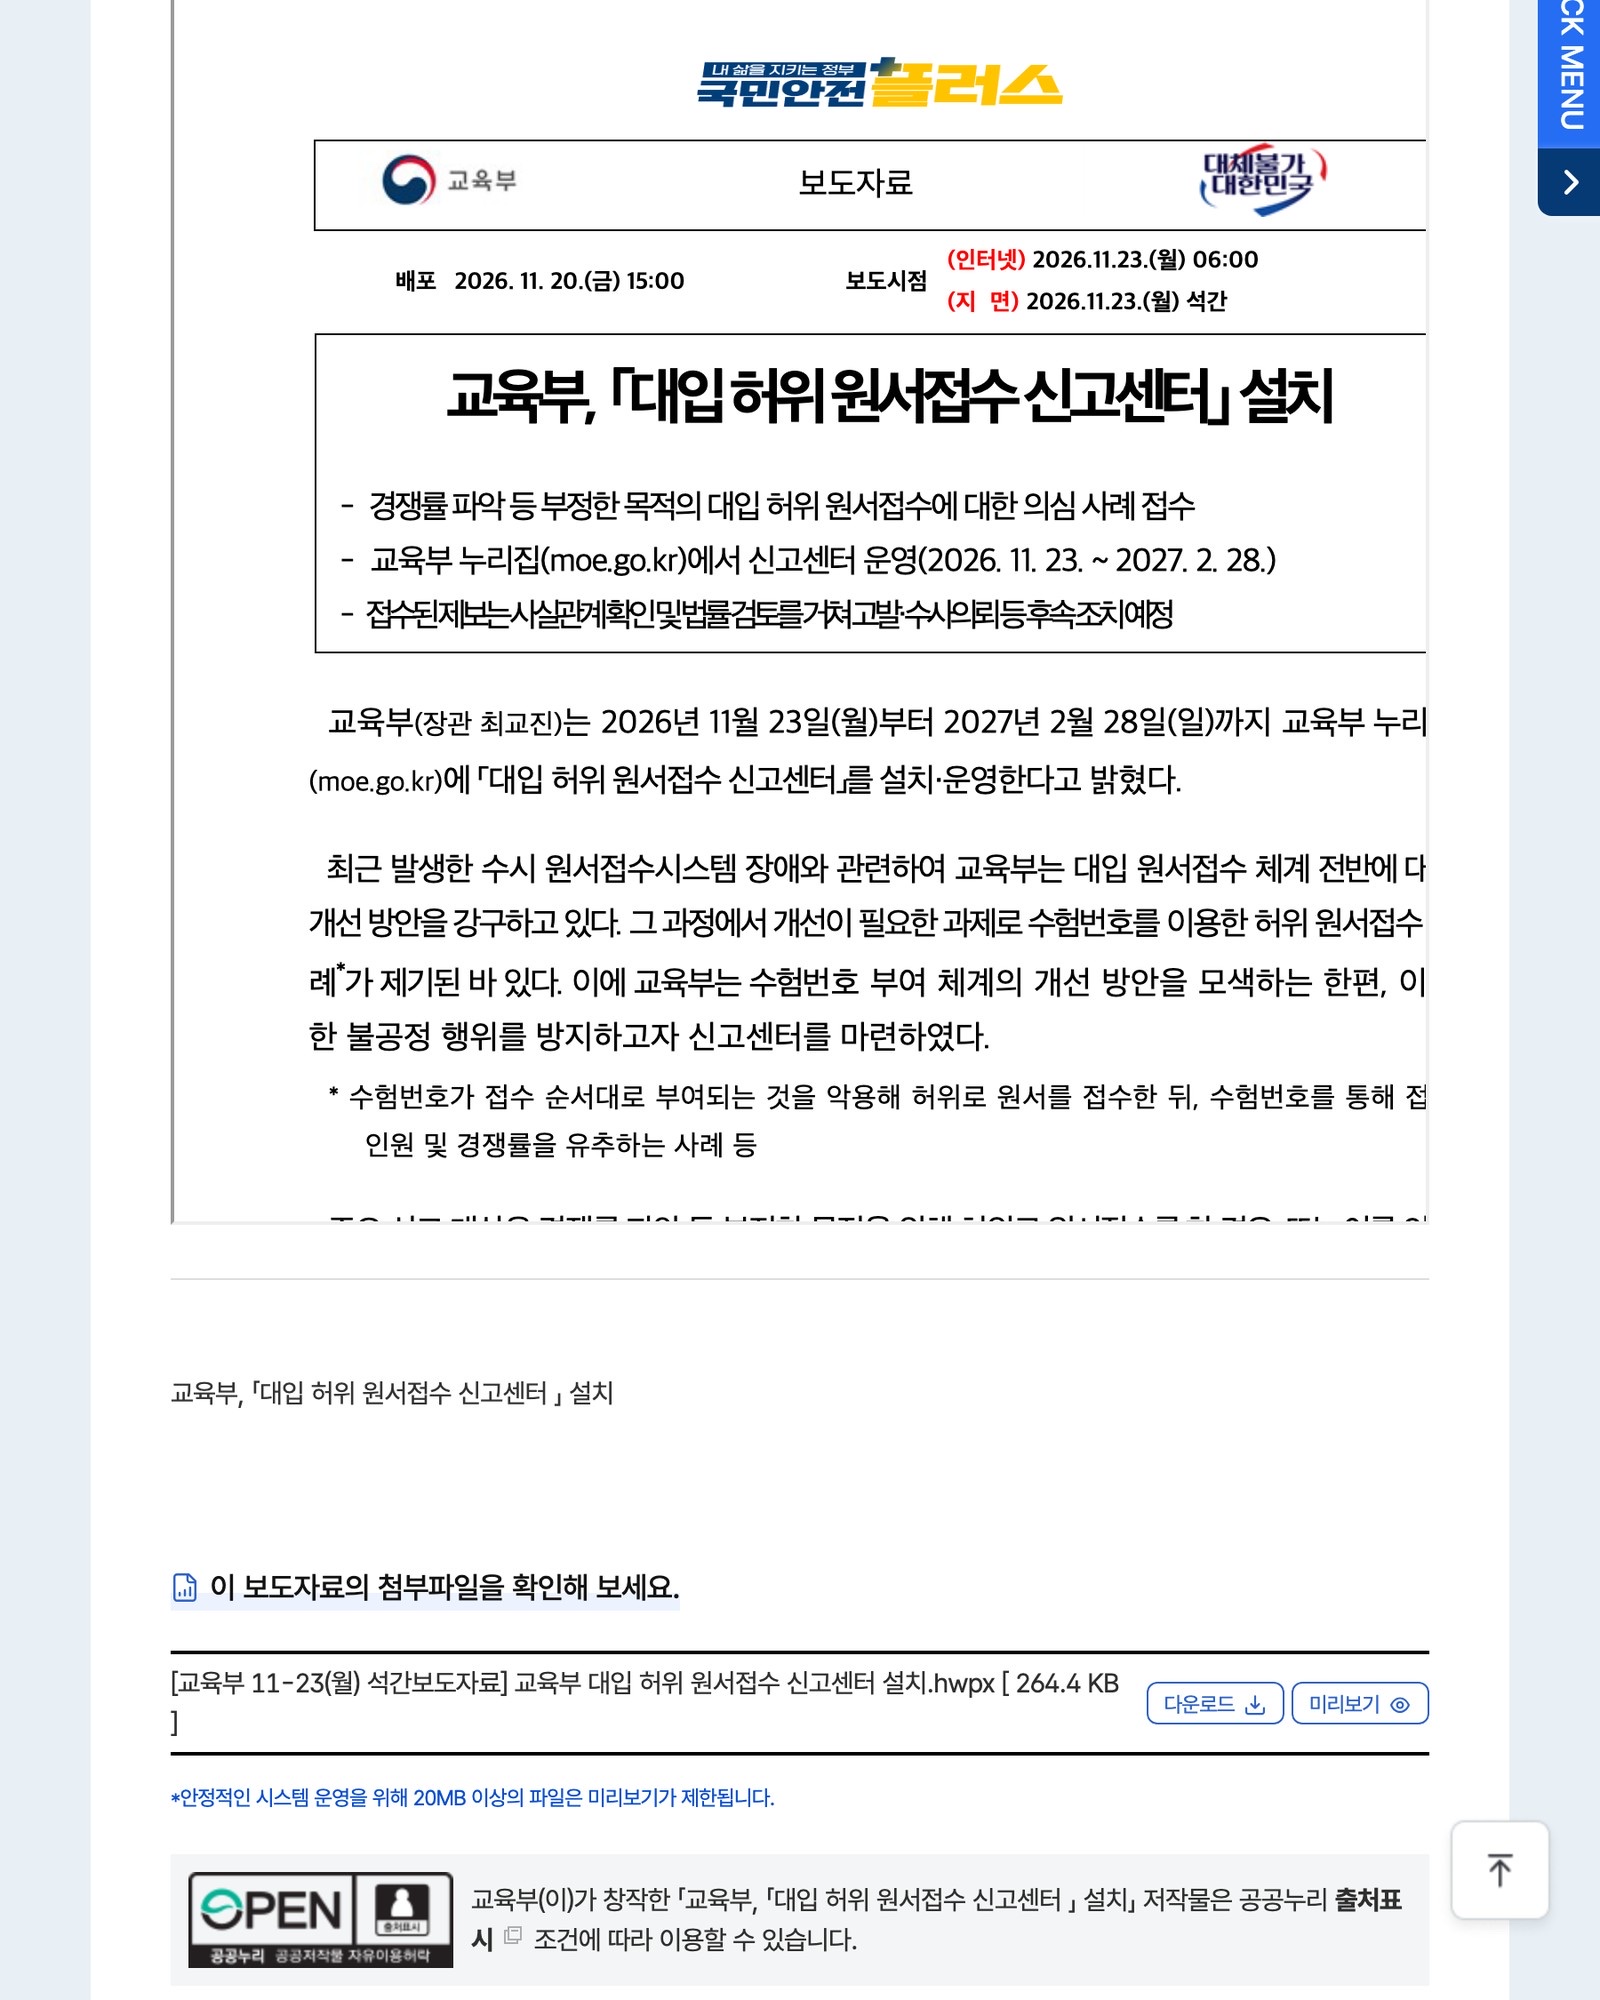 CK MENU
내 삶을 지키는 정부
국민안전플러스
교육부
보도자료
대체불가
대한민국
배포 2026. 11. 20.(금) 15:00
보도시점
(인터넷) 2026.11.23.(월) 06:00
(지 면) 2026.11.23.(월) 석간
교육부, 「대입 허위 원서접수 신고센터」 설치
- 경쟁률 파악 등 부정한 목적의 대입 허위 원서접수에 대한 의심 사례 접수
- 교육부 누리집(moe.go.kr)에서 신고센터 운영(2026. 11. 23. ~ 2027. 2. 28.)
- 접수된 제보는 사실관계 확인 및 법률 검토를 거쳐 고발·수사의뢰 등 후속 조치 예정
교육부(장관 최교진)는 2026년 11월 23일(월)부터 2027년 2월 28일(일)까지 교육부 누리
(moe.go.kr)에 「대입 허위 원서접수 신고센터」를 설치·운영한다고 밝혔다.
최근 발생한 수시 원서접수시스템 장애와 관련하여 교육부는 대입 원서접수 체계 전반에 대
개선 방안을 강구하고 있다. 그 과정에서 개선이 필요한 과제로 수험번호를 이용한 허위 원서접수
례*가 제기된 바 있다. 이에 교육부는 수험번호 부여 체계의 개선 방안을 모색하는 한편, 이
한 불공정 행위를 방지하고자 신고센터를 마련하였다.
* 수험번호가 접수 순서대로 부여되는 것을 악용해 허위로 원서를 접수한 뒤, 수험번호를 통해 접
인원 및 경쟁률을 유추하는 사례 등
교육부, 「대입 허위 원서접수 신고센터 」 설치
이 보도자료의 첨부파일을 확인해 보세요.
[교육부 11-23(월) 석간보도자료] 교육부 대입 허위 원서접수 신고센터 설치.hwpx [ 264.4 KB
]
다운로드
미리보기
*안정적인 시스템 운영을 위해 20MB 이상의 파일은 미리보기가 제한됩니다.
OPEN
출처표시
공공누리 공공저작물 자유이용허락
교육부(이)가 창작한 「교육부, 「대입 허위 원서접수 신고센터 」 설치」 저작물은 공공누리 출처표
시 조건에 따라 이용할 수 있습니다.